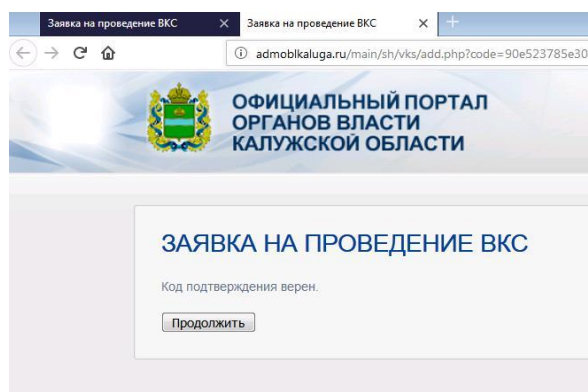 Заявка на проведение ВКС
Заявка на проведение ВКС
admoblkaluga.ru/main/sh/vks/add.php?code=90e523785e30
ОФИЦИАЛЬНЫЙ ПОРТАЛ
ОРГАНОВ ВЛАСТИ
КАЛУЖСКОЙ ОБЛАСТИ
ЗАЯВКА НА ПРОВЕДЕНИЕ ВКС
Код подтверждения верен.
Продолжить